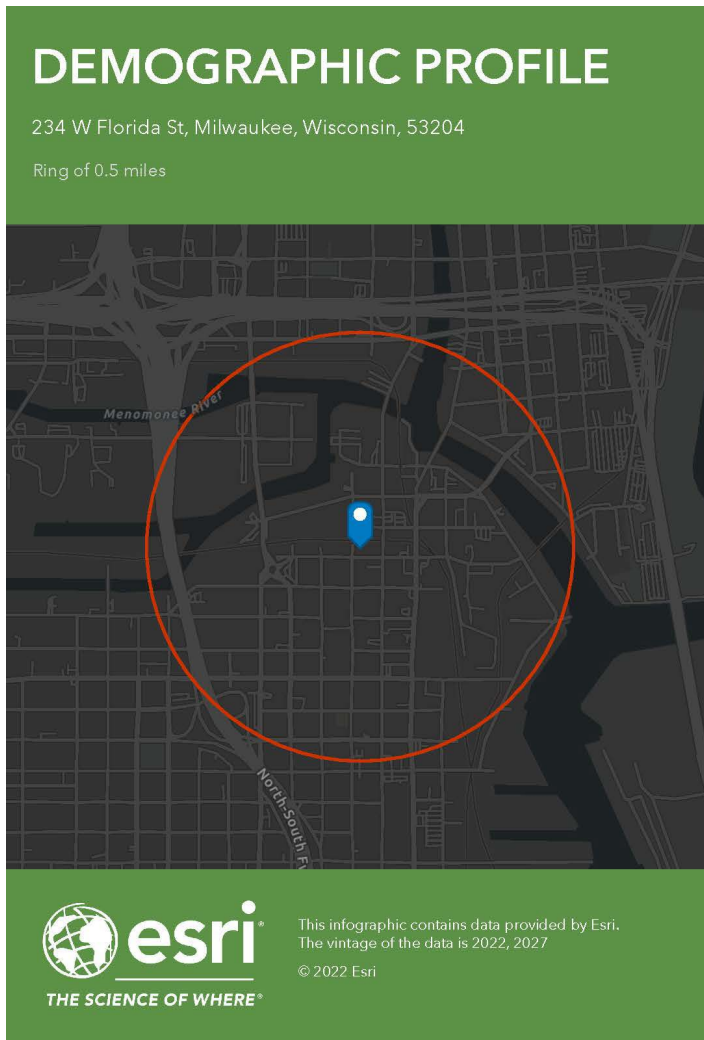 DEMOGRAPHIC PROFILE
234 W Florida St, Milwaukee, Wisconsin, 53204
Ring of 0.5 miles
Menomonee River
North-South F
esri®
THE SCIENCE OF WHERE®
This infographic contains data provided by Esri.
The vintage of the data is 2022, 2027
© 2022 Esri